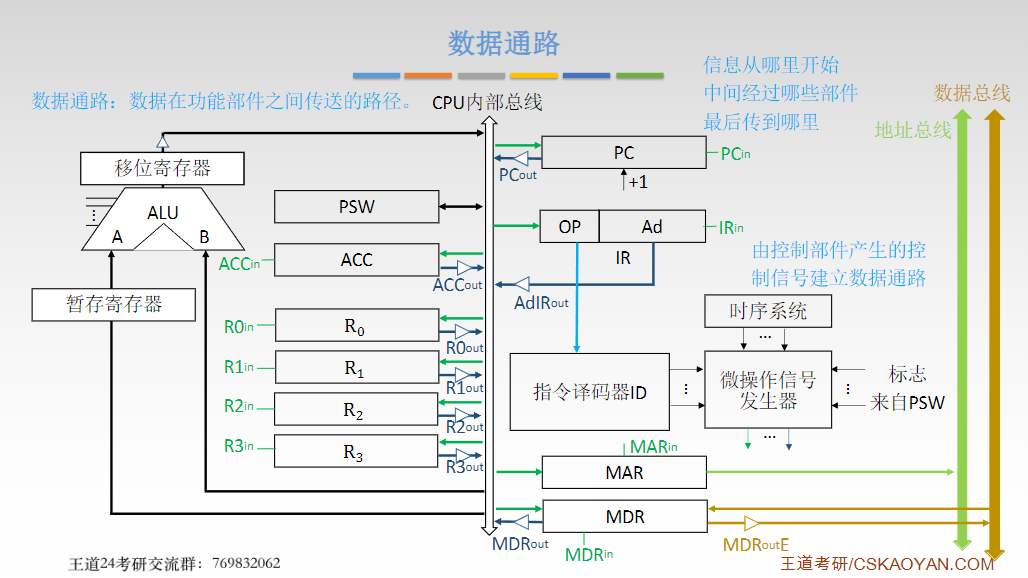 数据通路
数据通路：数据在功能部件之间传送的路径。
CPU内部总线
信息从哪里开始
中间经过哪些部件
最后传到哪里
数据总线
地址总线
移位寄存器
ALU
A
B
⋮
暂存寄存器
PSW
ACCin
ACC
ACCout
R0in
R0
R0out
R1in
R1
R1out
R2in
R2
R2out
R3in
R3
R3out
PC
PCin
PCout
+1
OP
Ad
IRin
IR
AdIRout
由控制部件产生的控
制信号建立数据通路
时序系统
...
指令译码器ID
⋮
微操作信号
发生器
⋮
标志
来自PSW
...
MARin
MAR
MDR
MDRout
MDRin
MDRoutE
王道24考研交流群：769832062
王道考研/CSKAOYAN.COM